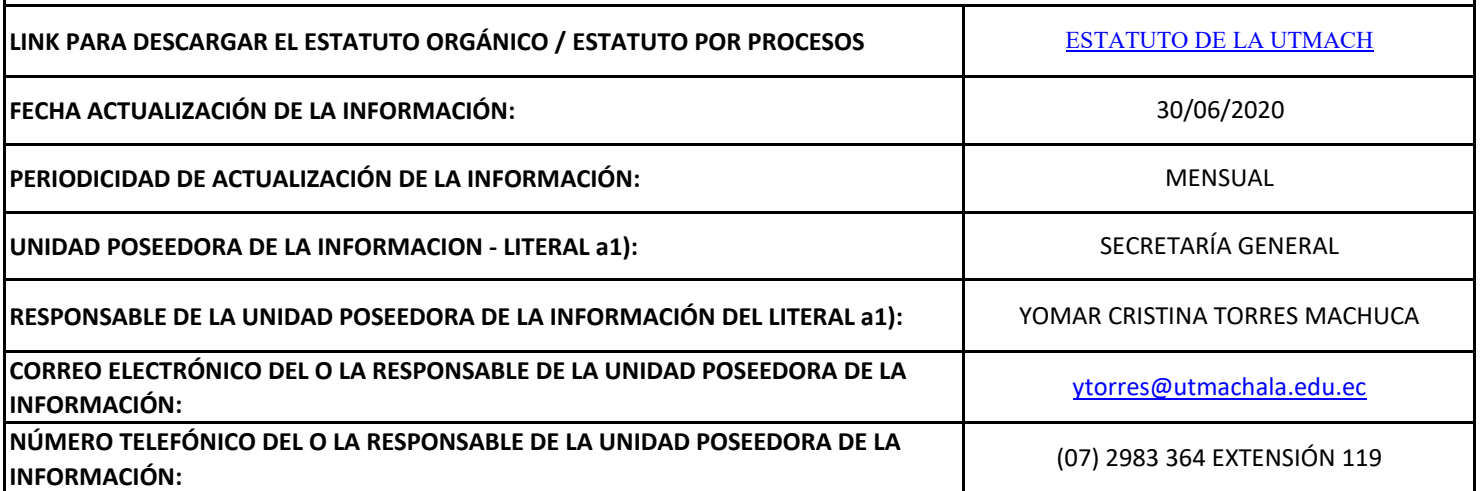 LINK PARA DESCARGAR EL ESTATUTO ORGÁNICO / ESTATUTO POR PROCESOS
ESTATUTO DE LA UTMACH
FECHA ACTUALIZACIÓN DE LA INFORMACIÓN:
30/06/2020
PERIODICIDAD DE ACTUALIZACIÓN DE LA INFORMACIÓN:
MENSUAL
UNIDAD POSEEDORA DE LA INFORMACION - LITERAL a1):
SECRETARÍA GENERAL
RESPONSABLE DE LA UNIDAD POSEEDORA DE LA INFORMACIÓN DEL LITERAL a1):
YOMAR CRISTINA TORRES MACHUCA
CORREO ELECTRÓNICO DEL O LA RESPONSABLE DE LA UNIDAD POSEEDORA DE LA
INFORMACIÓN:
ytorres@utmachala.edu.ec
NÚMERO TELEFÓNICO DEL O LA RESPONSABLE DE LA UNIDAD POSEEDORA DE LA
INFORMACIÓN:
(07) 2983 364 EXTENSIÓN 119